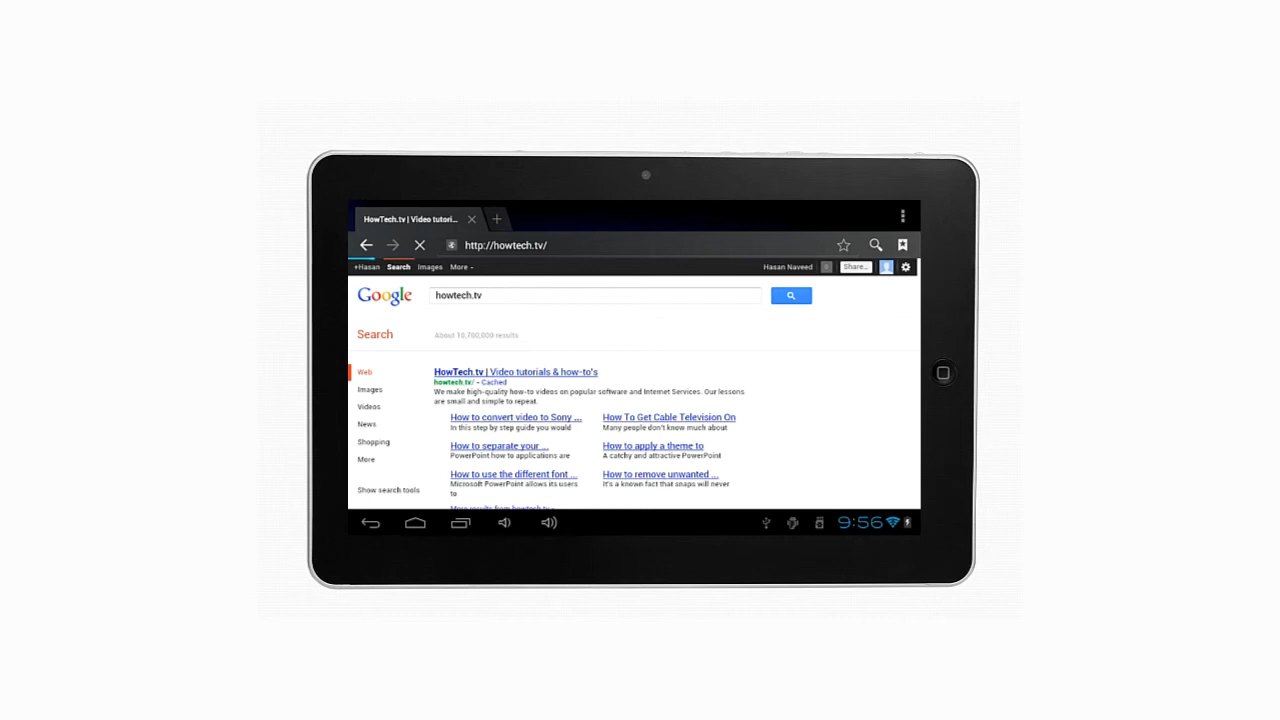 HowTech.tv | Video tutori...
http://howtech.tv/
+Hasan Search Images More
Hasan Naveed Share...
Google howtech.tv
Search About 10,700,000 results
Web
Images
Videos
News
Shopping
More
Show search tools
HowTech.tv | Video tutorials & how-to's
howtech.tv/ - Cached
We make high-quality how-to videos on popular software and Internet Services. Our lessons
are small and simple to repeat.
How to convert video to Sony ...
In this step by step guide you would
How To Get Cable Television On
Many people don't know much about
How to separate your ...
PowerPoint how to applications are
How to apply a theme to
A catchy and attractive PowerPoint
How to use the different font ...
Microsoft PowerPoint allows its users
to
How to remove unwanted ...
It's a known fact that snaps will never
More results from howtech.tv
9:56